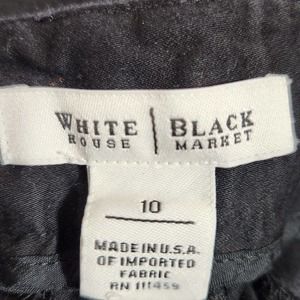 WHITE | BLACK
HOUSE | MARKET
10
MADE IN U.S.A.
OF IMPORTED
FABRIC
RN 111459